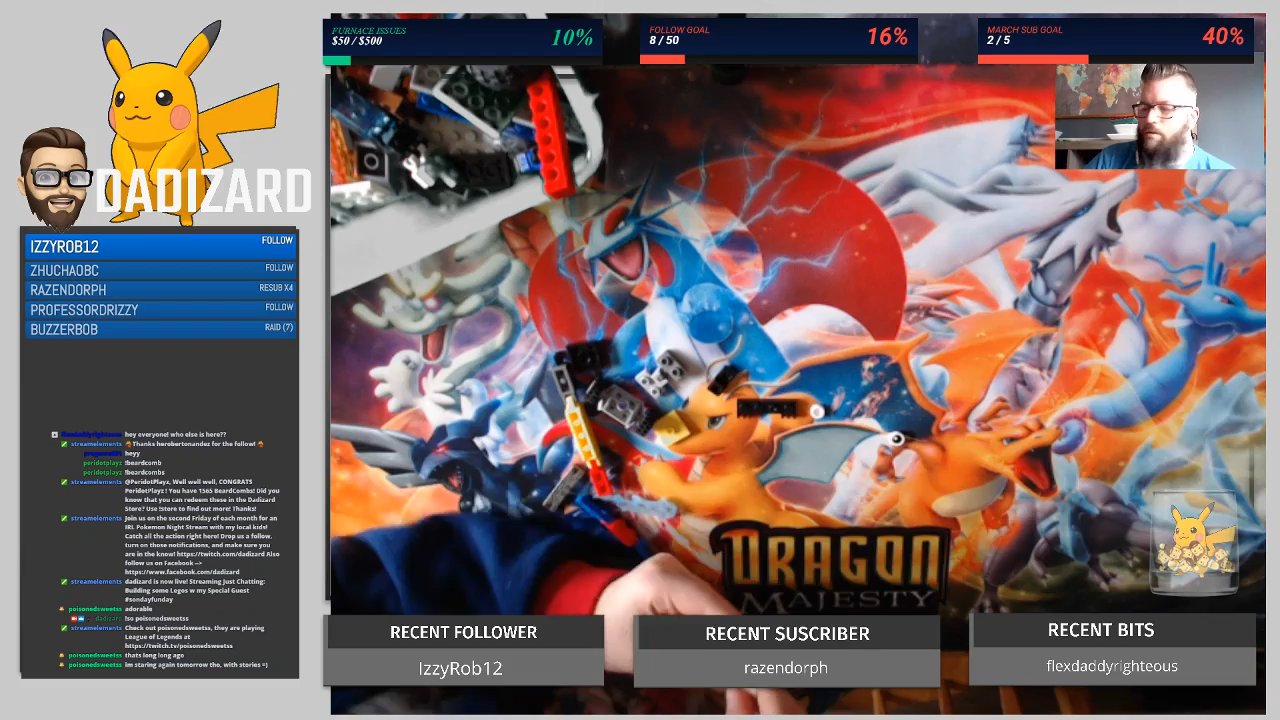 FURNACE ISSUES
$50 / $500
10%
FOLLOW GOAL
8 / 50
16%
MARCH SUB GOAL
2 / 5
40%
DADIZARD
IZZYROB12 FOLLOW
ZHUCHAOBC FOLLOW
RAZENDORPH RESUB X4
PROFESSORDRIZZY FOLLOW
BUZZERBOB RAID (7)
hey everyone! who else is here??
streamelements Thanks herobertonandez for the follow!
heyy
peridotplayz !beardcomb
peridotplayz !beardcombs
streamelements @PeridotPlayz, Well well well, CONGRATS
PeridotPlayz! You have 1565 BeardCombs! Did you
know that you can redeem these in the Dadizard
Store? Use !store to find out more! Thanks!
streamelements Join us on the second Friday of each month for an
IRL Pokemon Night Stream with my local kids!
Catch all the action right here! Drop us a follow,
turn on those notifications, and make sure you
are in the know! https://twitch.com/dadizard Also
follow us on Facebook -->
https://www.facebook.com/dadizard
streamelements dadizard is now live! Streaming Just Chatting:
Building some Legos w my Special Guest
#sondayfunday
poisonedsweetss adorable
dadizard !so poisonedsweetss
streamelements Check out poisonedsweetss, they are playing
League of Legends at
https://twitch.tv/poisonedsweetss
poisonedsweetss thats long long ago
poisonedsweetss im staring again tomorrow tho, with stories =)
DRAGON
MAJESTY
RECENT FOLLOWER
IzzyRob12
RECENT SUSCRIBER
razendorph
RECENT BITS
flexdaddyrighteous